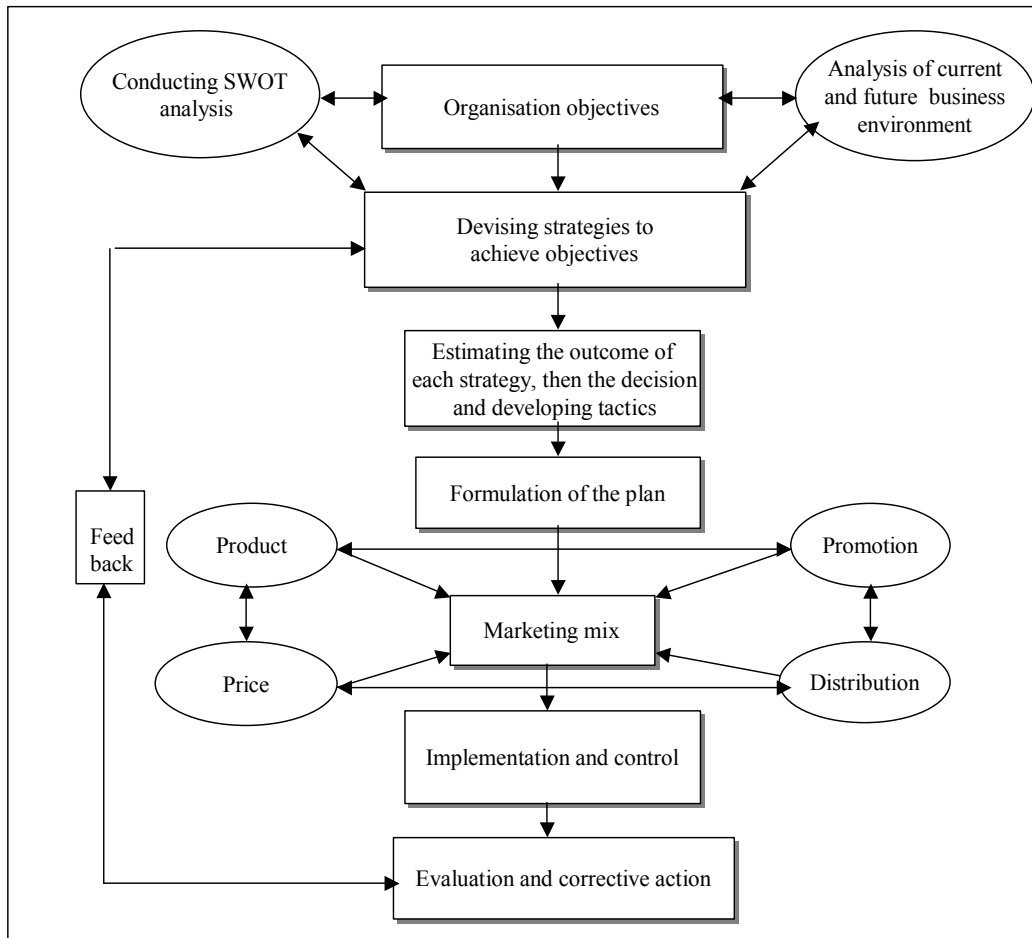 Conducting SWOT
analysis
Organisation objectives
Analysis of current
and future business
environment
Devising strategies to
achieve objectives
Estimating the outcome of
each strategy, then the decision
and developing tactics
Formulation of the plan
Feed
back
Product
Promotion
Marketing mix
Price
Distribution
Implementation and control
Evaluation and corrective action